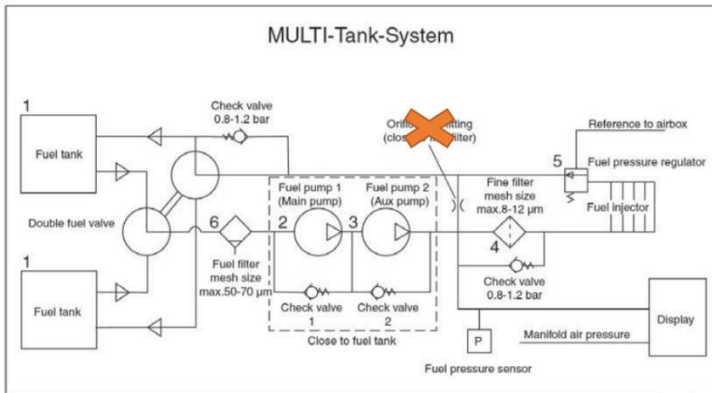 MULTI-Tank-System
1
Fuel tank
Check valve
0.8-1.2 bar
Reference to airbox
5
Fuel pressure regulator
Fuel pump 1
(Main pump)
Fuel pump 2
(Aux pump)
Fine filter
mesh size
max.8-12 µm
Fuel injector
Double fuel valve
6
2
3
4
Fuel filter
mesh size
max.50-70 µm
1
Fuel tank
Check valve
1
Check valve
2
Close to fuel tank
Check valve
0.8-1.2 bar
P
Fuel pressure sensor
Manifold air pressure
Display